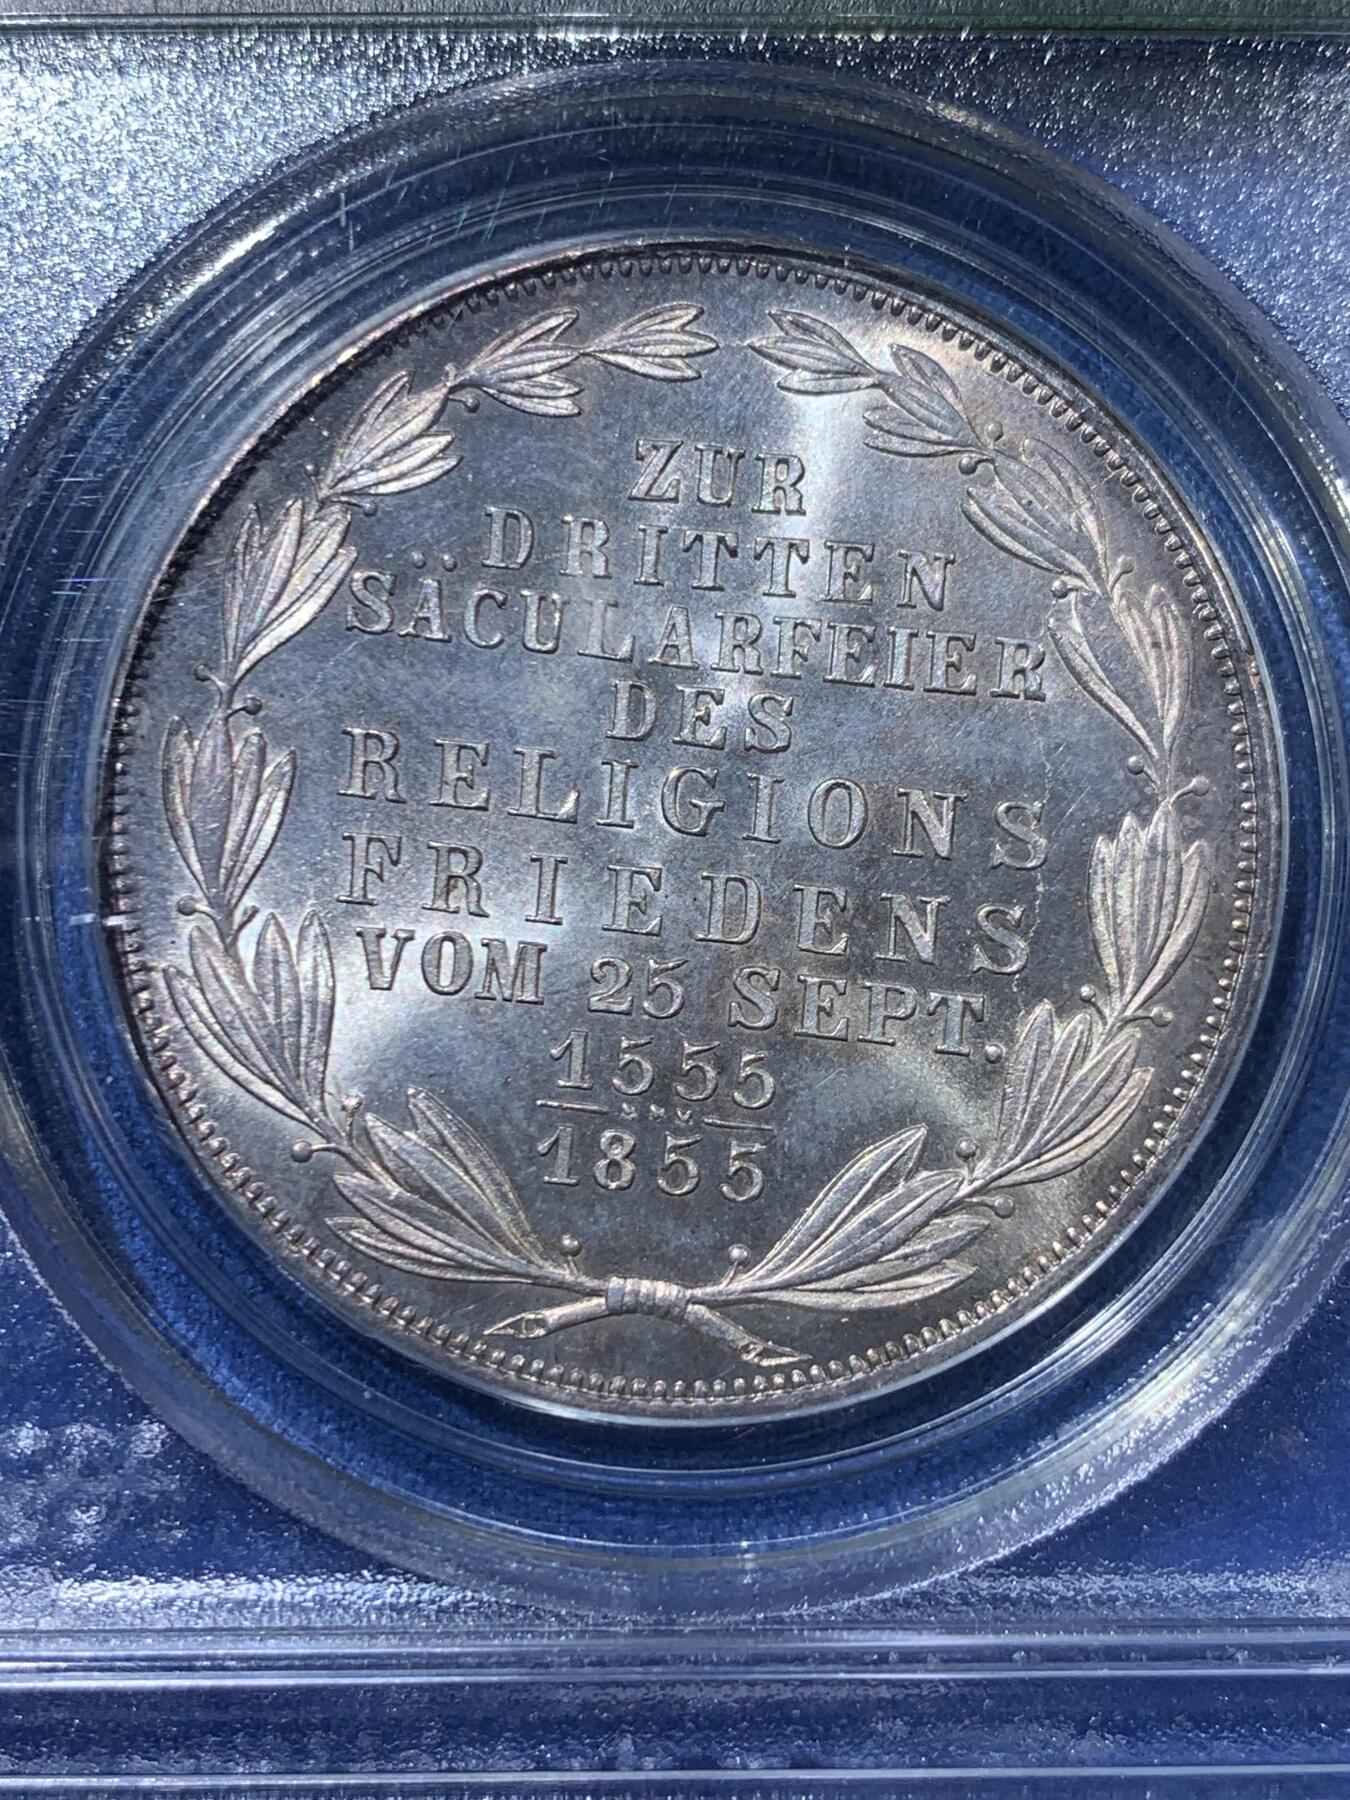 ZUR
DRITTEN
SÄCULARFEIER
DES
RELIGIONS
FRIEDENS
VOM 25 SEPT.
1555
1855